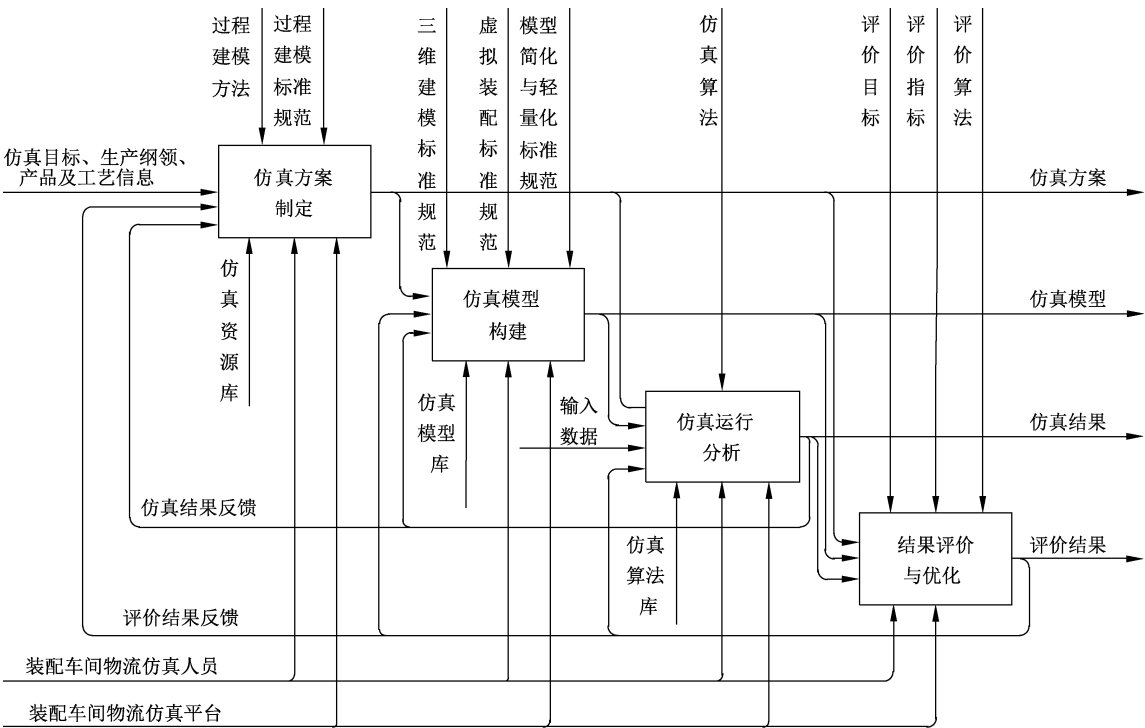 过程
建模
方法
过程
建模
标准
规范
三维建模标准规范
虚拟装配标准规范
模型
简化
与轻
量化
标准
规范
仿真算法
评价目标
评价指标
评价算法
仿真目标、生产纲领、
产品及工艺信息
仿真方案
制定
仿真方案
仿真资源库
仿真模型
构建
仿真模型
仿真
模型
库
输入
数据
仿真运行
分析
仿真结果
仿真结果反馈
仿真
算法
库
结果评价
与优化
评价结果
评价结果反馈
装配车间物流仿真人员
装配车间物流仿真平台